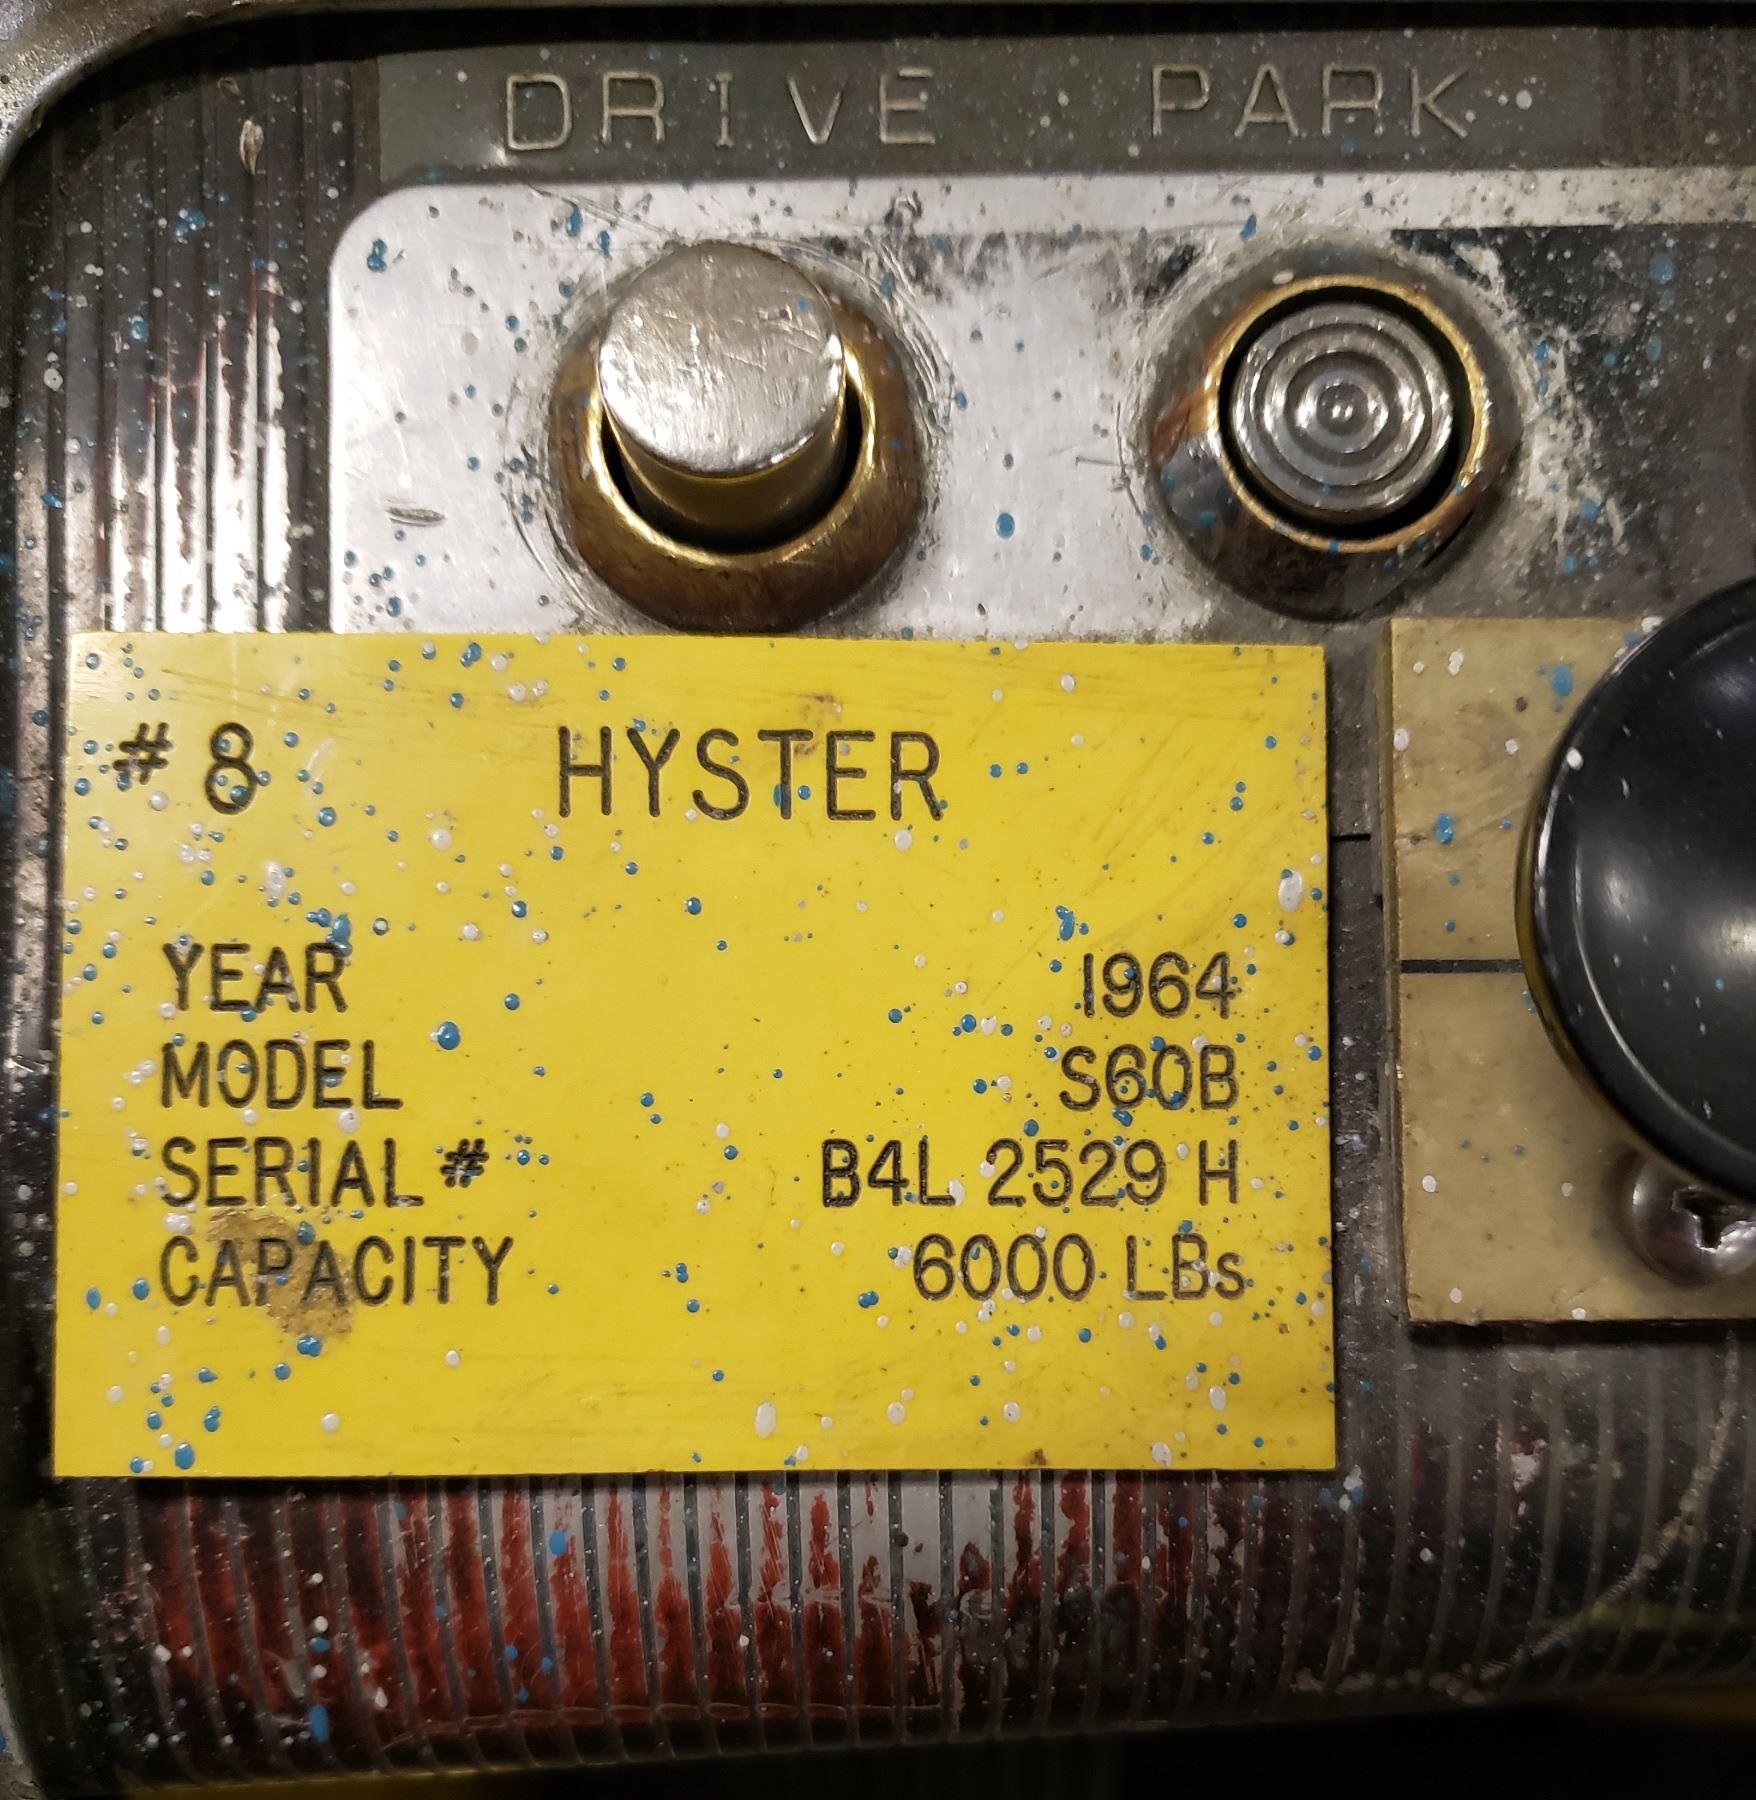 DRIVE PARK
# 8 HYSTER
YEAR 1964
MODEL S60B
SERIAL # B4L 2529 H
CAPACITY 6000 LBs